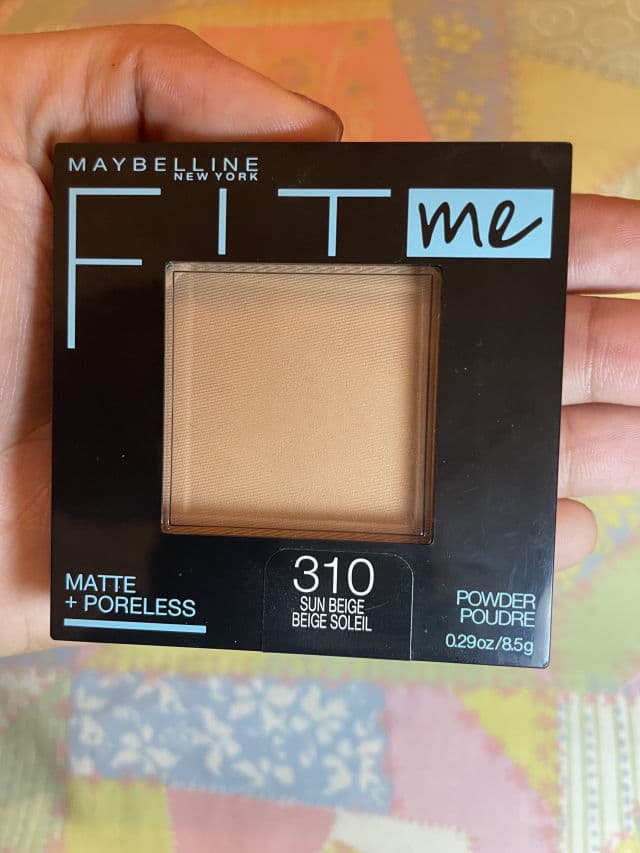 MAYBELLINE
NEW YORK
FIT me
MATTE
+ PORELESS
310
SUN BEIGE
BEIGE SOLEIL
POWDER
POUDRE
0.29oz/8.5g